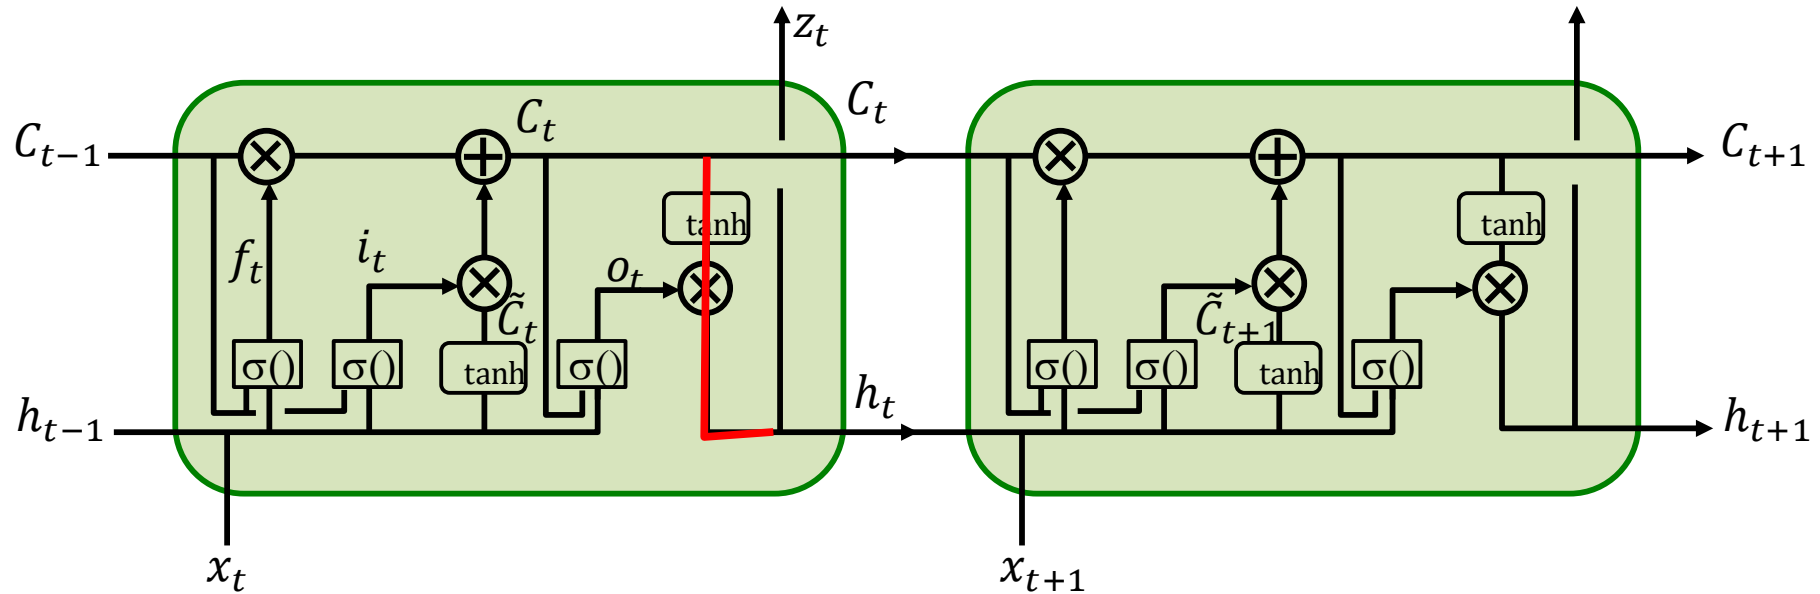 z_t
C_{t−1}
C_t
C_t
C_{t+1}
f_t
i_t
C̃_t
o_t
tanh
C̃_{t+1}
tanh
σ()
σ()
tanh
σ()
σ()
σ()
tanh
σ()
h_{t−1}
h_t
h_{t+1}
x_t
x_{t+1}